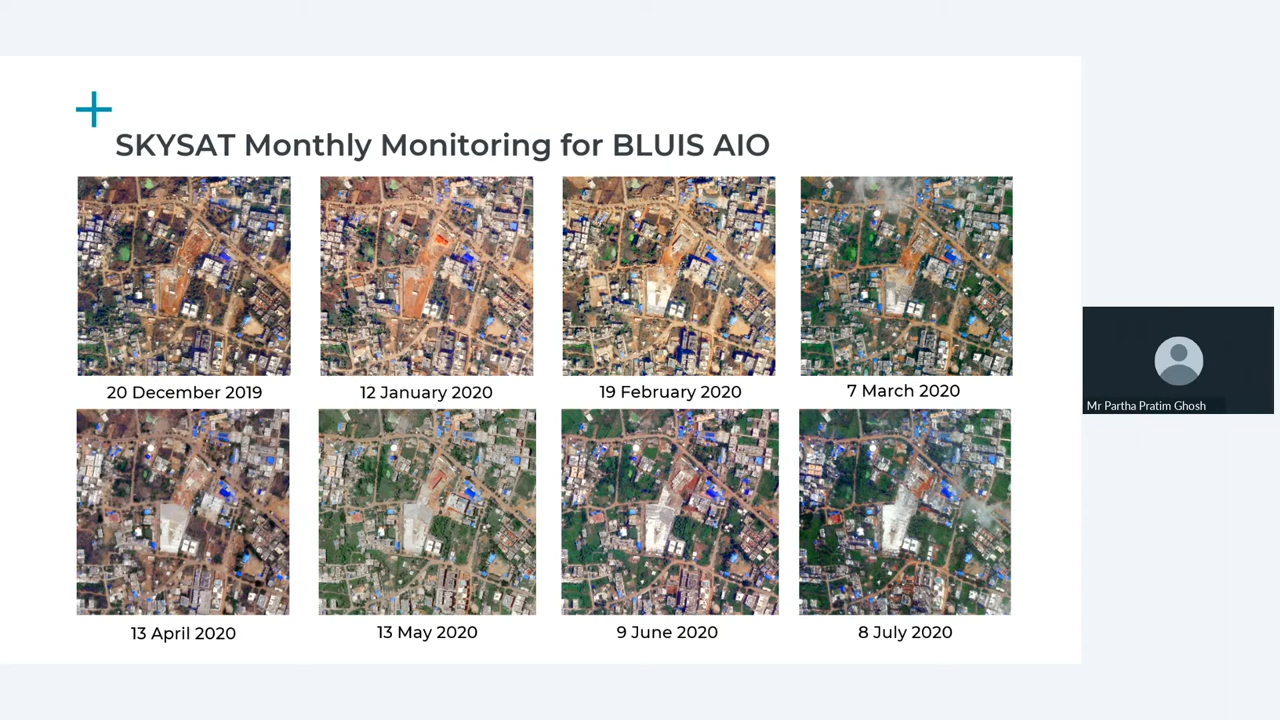 SKYSAT Monthly Monitoring for BLUIS AIO
20 December 2019
12 January 2020
19 February 2020
7 March 2020
13 April 2020
13 May 2020
9 June 2020
8 July 2020
Mr Partha Pratim Ghosh